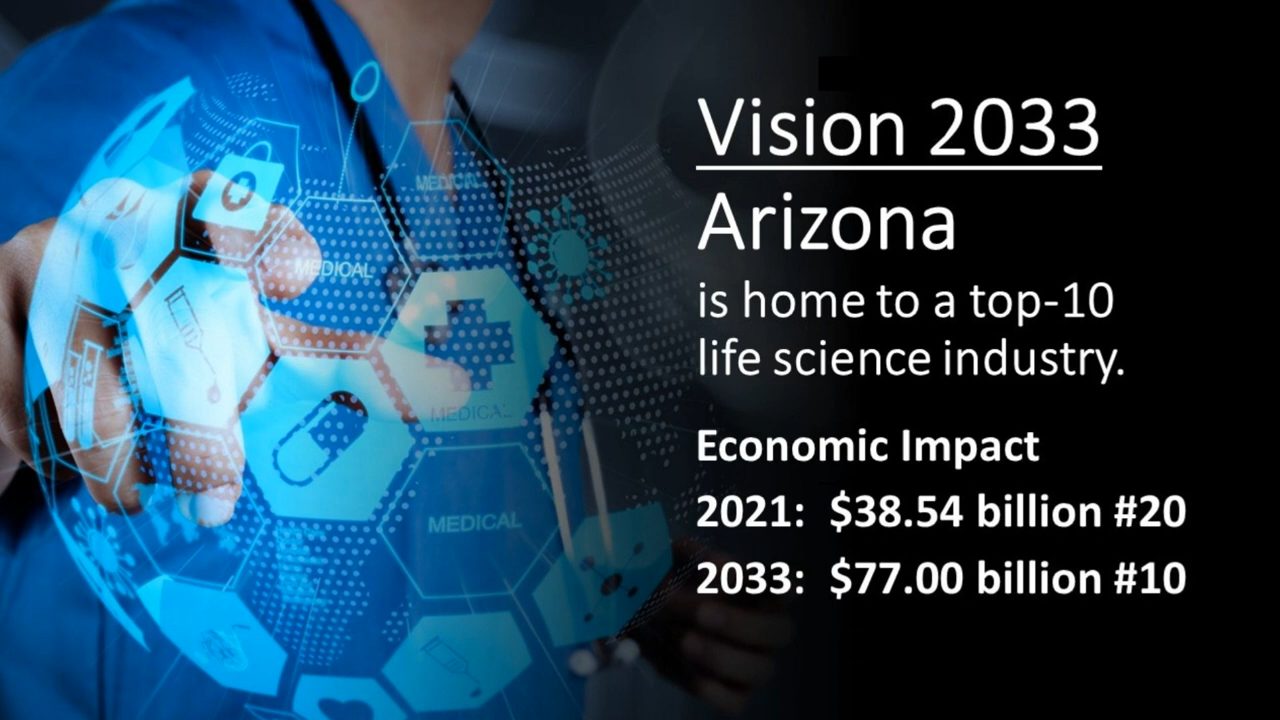 MEDICAL
MEDICAL
MEDICAL
MEDICAL
Vision 2033
Arizona
is home to a top-10
life science industry.
Economic Impact
2021: $38.54 billion #20
2033: $77.00 billion #10